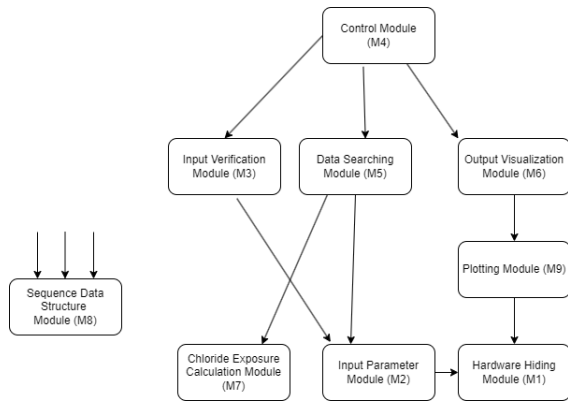 Control Module
(M4)
Input Verification
Module (M3)
Data Searching
Module (M5)
Output Visualization
Module (M6)
Plotting Module (M9)
Sequence Data
Structure
Module (M8)
Chloride Exposure
Calculation Module
(M7)
Input Parameter
Module (M2)
Hardware Hiding
Module (M1)